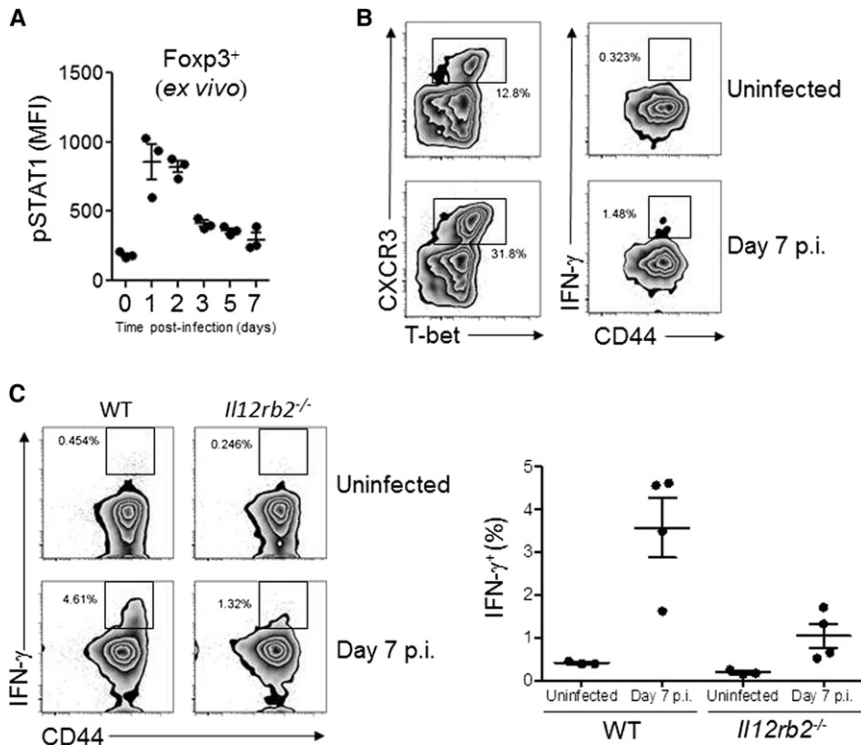 A
Foxp3⁺
(ex vivo)
pSTAT1 (MFI)
1500
1000
500
0
0 1 2 3 5 7
Time post-infection (days)
B
CXCR3
12.8%
31.8%
T-bet
IFN-γ
0.323%
1.48%
CD44
Uninfected
Day 7 p.i.
C
WT Il12rb2⁻/⁻
IFN-γ
0.454% 0.246%
Uninfected
4.61% 1.32%
Day 7 p.i.
CD44
IFN-γ⁺ (%)
5
4
3
2
1
0
Uninfected Day 7 p.i. Uninfected Day 7 p.i.
WT Il12rb2⁻/⁻